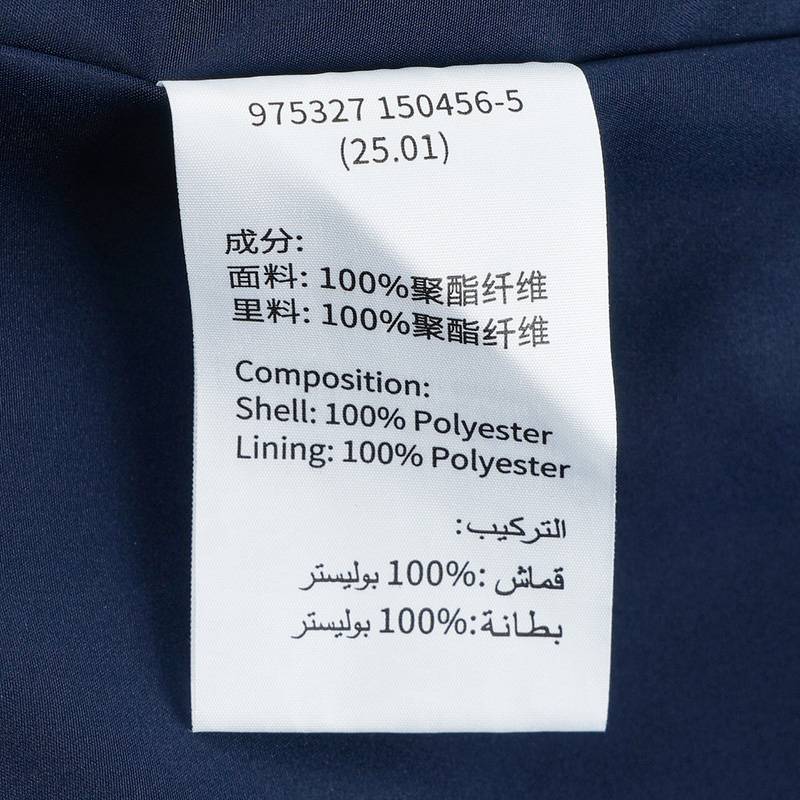 975327 150456-5
(25.01)
成分:
面料: 100%聚酯纤维
里料: 100%聚酯纤维
Composition:
Shell: 100% Polyester
Lining: 100% Polyester
التركيب:
قماش :100% بوليستر
بطانة:100% بوليستر